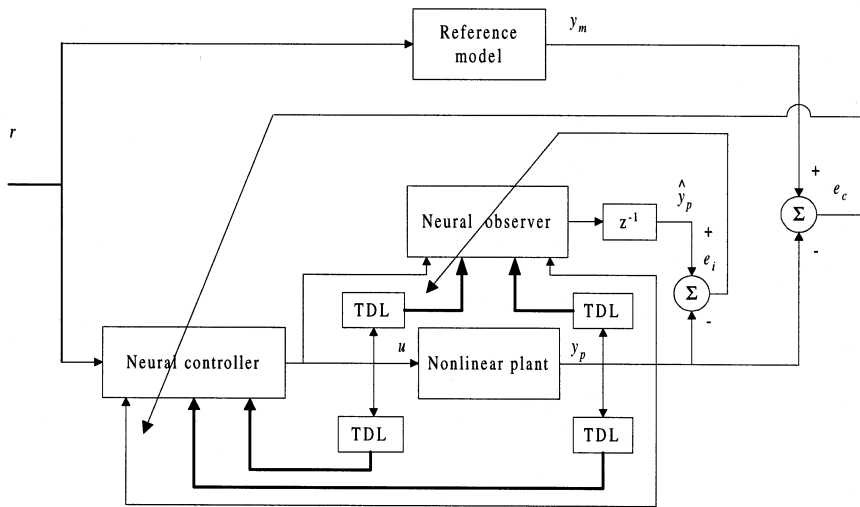 Reference
model
y_m
r
+
e_c
Σ
-
Neural observer
z^{-1}
ŷ_p
+
e_i
Σ
-
TDL
TDL
Neural controller
u
Nonlinear plant
y_p
TDL
TDL